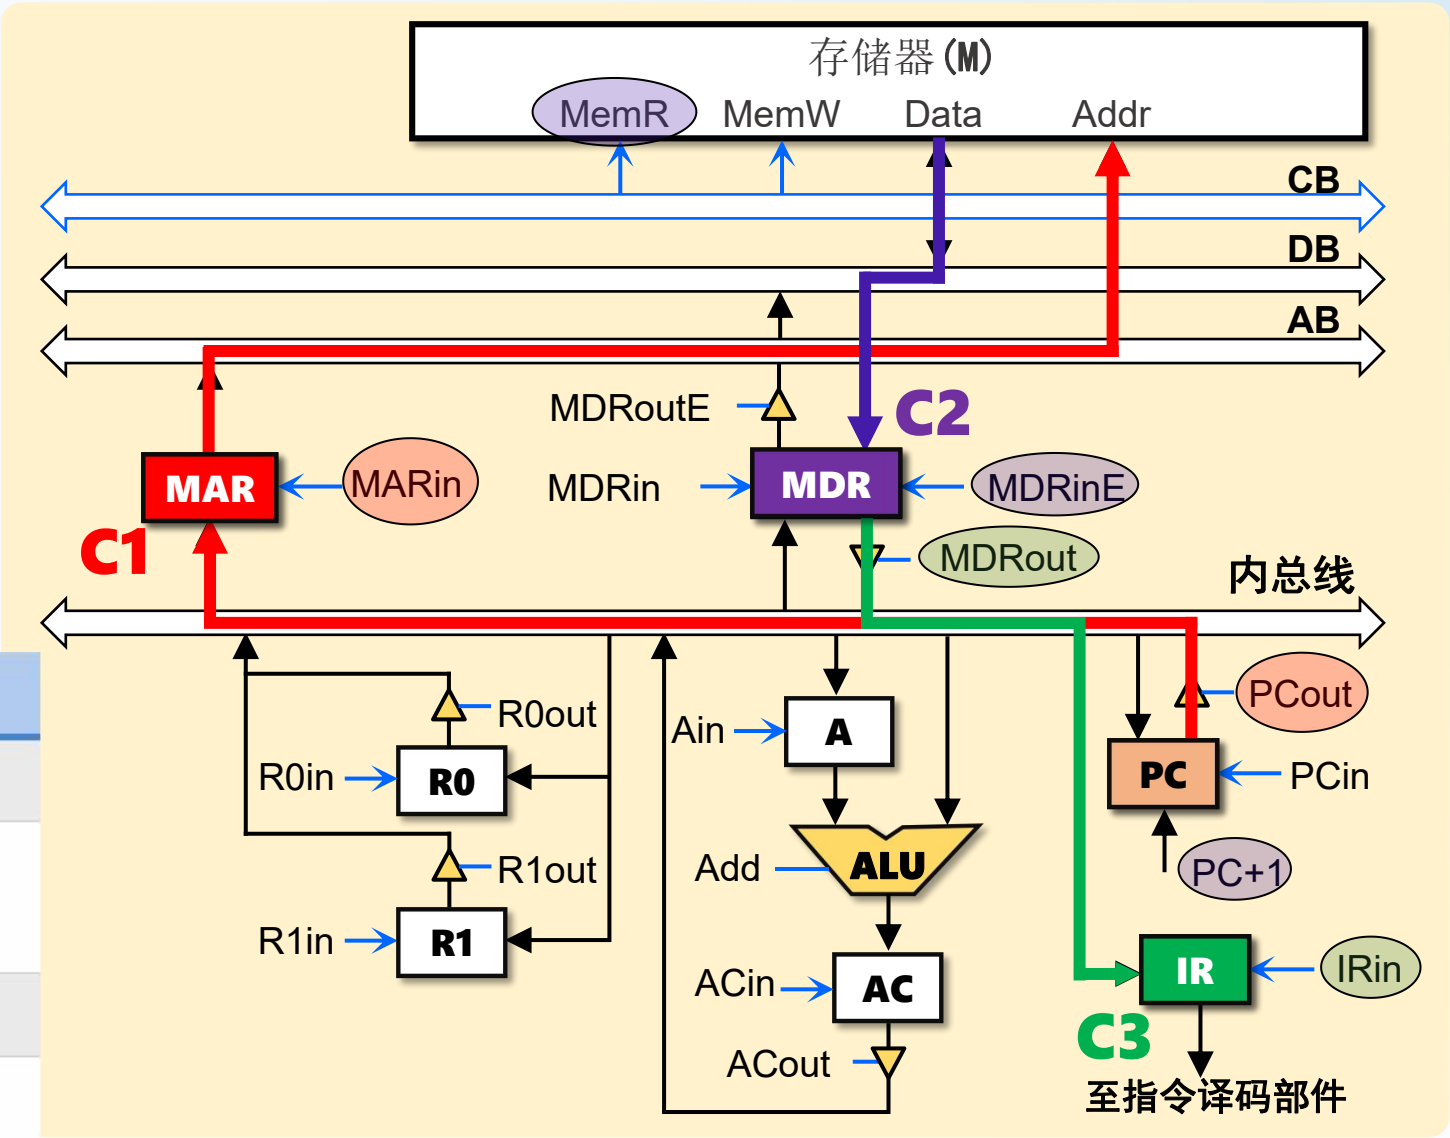 存储器(M)
MemR MemW Data Addr
CB
DB
AB
MDRoutE
C2
MAR
MARin
MDRin
MDR
MDRinE
C1
MDRout
内总线
R0out
Ain
A
PCout
R0in
R0
PC
PCin
R1out
Add
ALU
PC+1
R1in
R1
ACin
AC
IR
IRin
C3
ACout
至指令译码部件